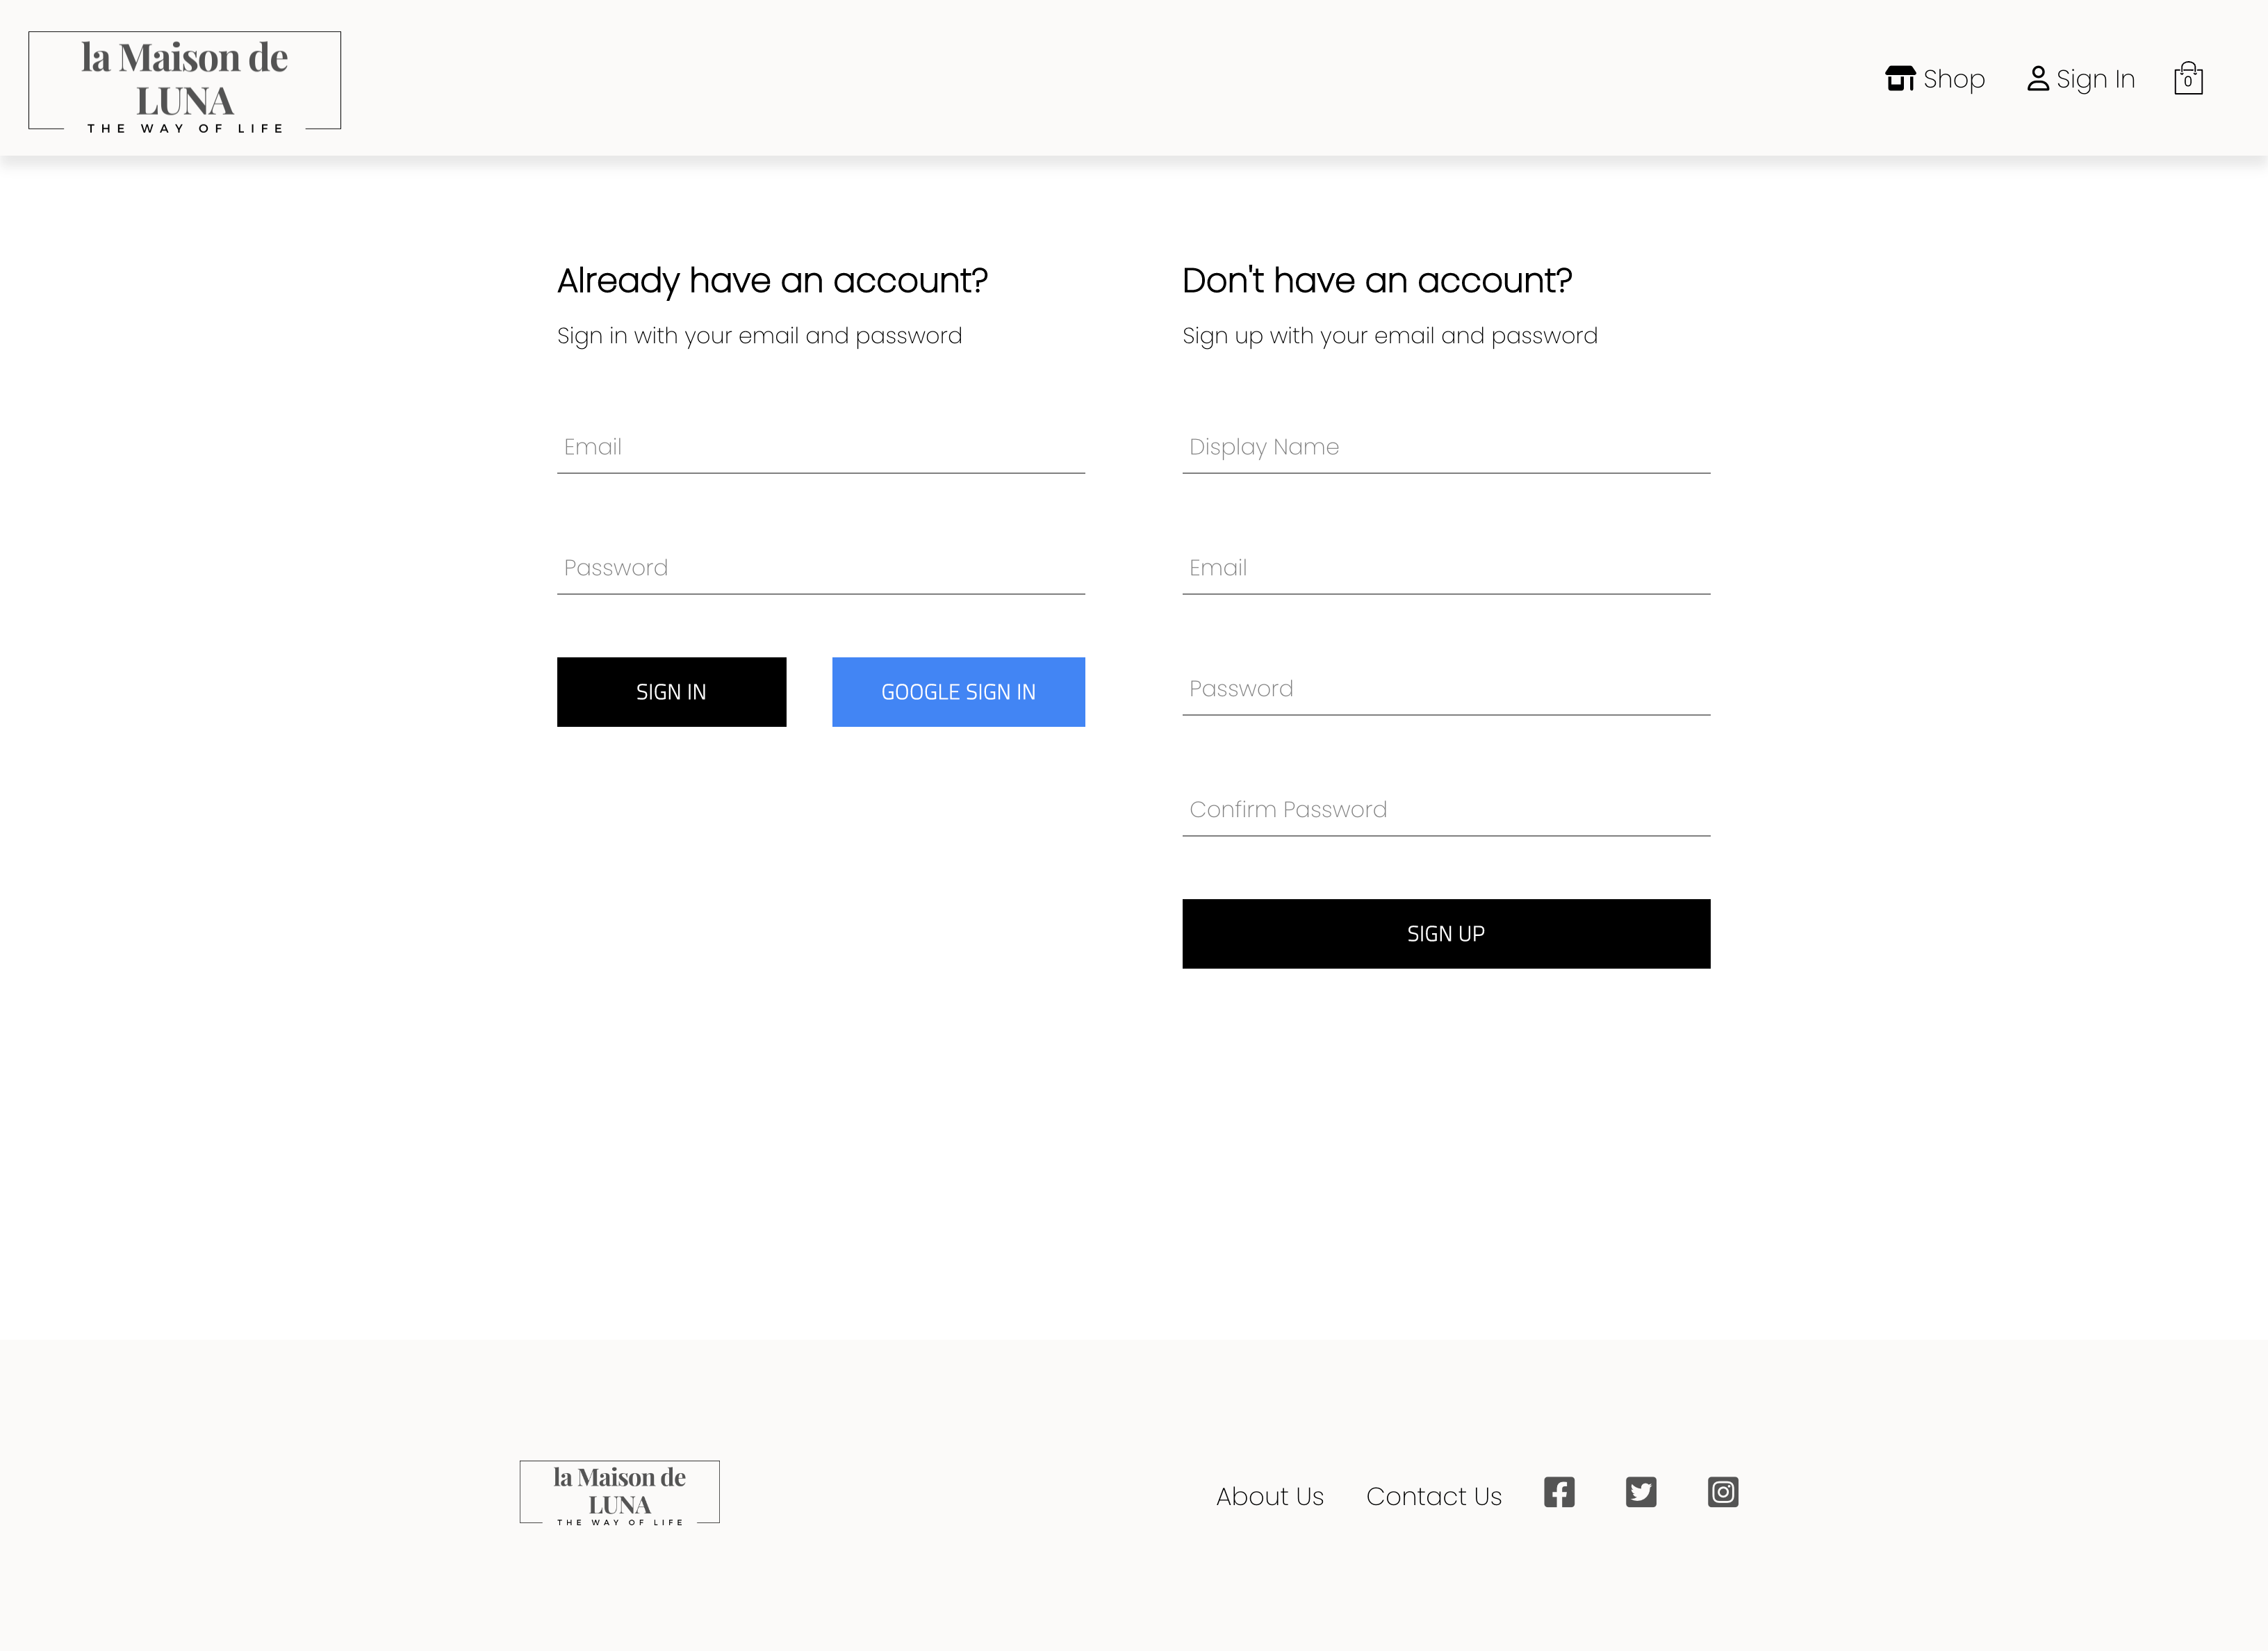 la Maison de
LUNA
THE WAY OF LIFE
Shop
Sign In
0
Already have an account?
Sign in with your email and password
Email
Password
SIGN IN
GOOGLE SIGN IN
Don't have an account?
Sign up with your email and password
Display Name
Email
Password
Confirm Password
SIGN UP
la Maison de
LUNA
THE WAY OF LIFE
About Us
Contact Us